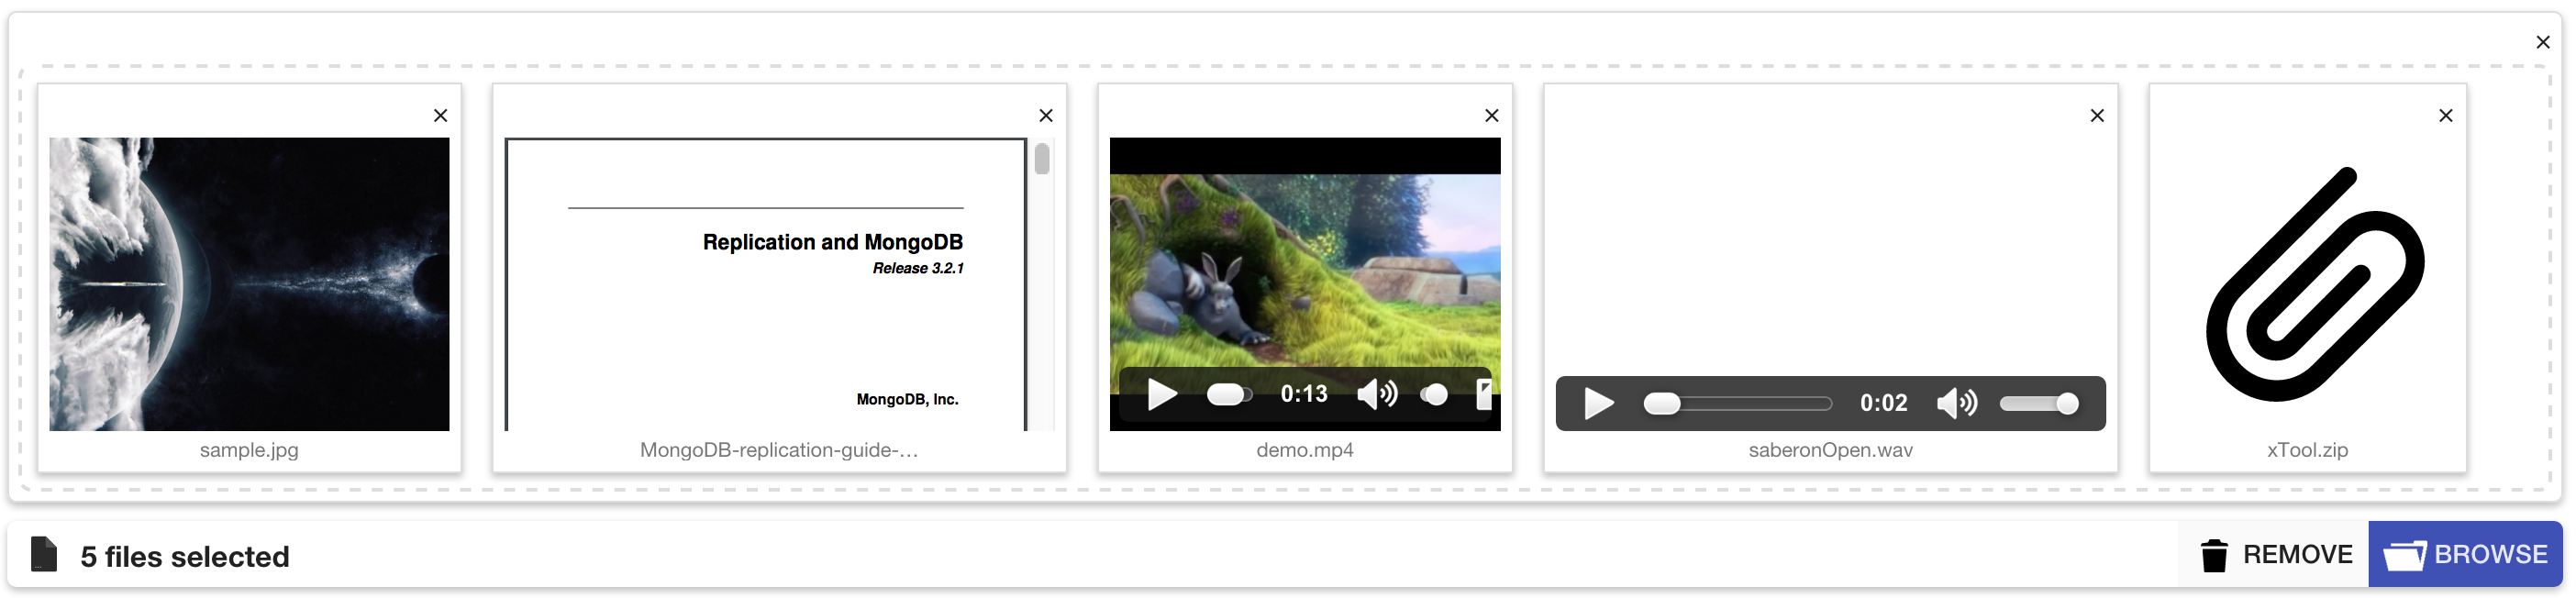 Replication and MongoDB
Release 3.2.1
MongoDB, Inc.
0:13
0:02
sample.jpg
MongoDB-replication-guide-...
demo.mp4
saberonOpen.wav
xTool.zip
5 files selected
REMOVE
BROWSE